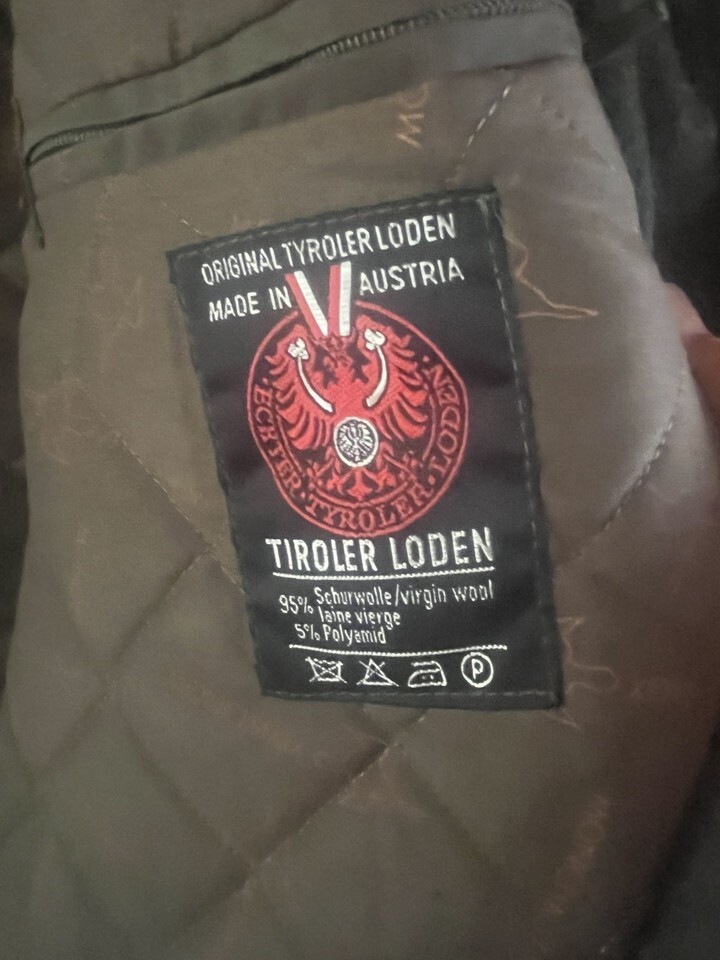 ORIGINAL TYROLER LODEN
MADE IN AUSTRIA
ECHTER · TYROLER · LODEN
TIROLER LODEN
95% Schurwolle/virgin wool
laine vierge
5% Polyamid
P